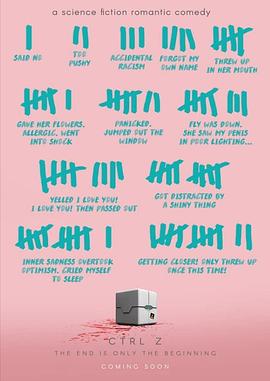 a science fiction romantic comedy
SAID NO
TOO
PUSHY
ACCIDENTAL
RACISM
FORGOT MY
OWN NAME
THREW UP
IN HER MOUTH
GAVE HER FLOWERS.
ALLERGIC. WENT
INTO SHOCK
PANICKED.
JUMPED OUT THE
WINDOW
FLY WAS DOWN.
SHE SAW MY PENIS
IN POOR LIGHTING...
YELLED I LOVE YOU!
I LOVE YOU! THEN PASSED OUT
GOT DISTRACTED BY
A SHINY THING
INNER SADNESS OVERTOOK
OPTIMISM. CRIED MYSELF
TO SLEEP
GETTING CLOSER! ONLY THREW UP
ONCE THIS TIME!
CTRL Z
THE END IS ONLY THE BEGINNING
COMING SOON